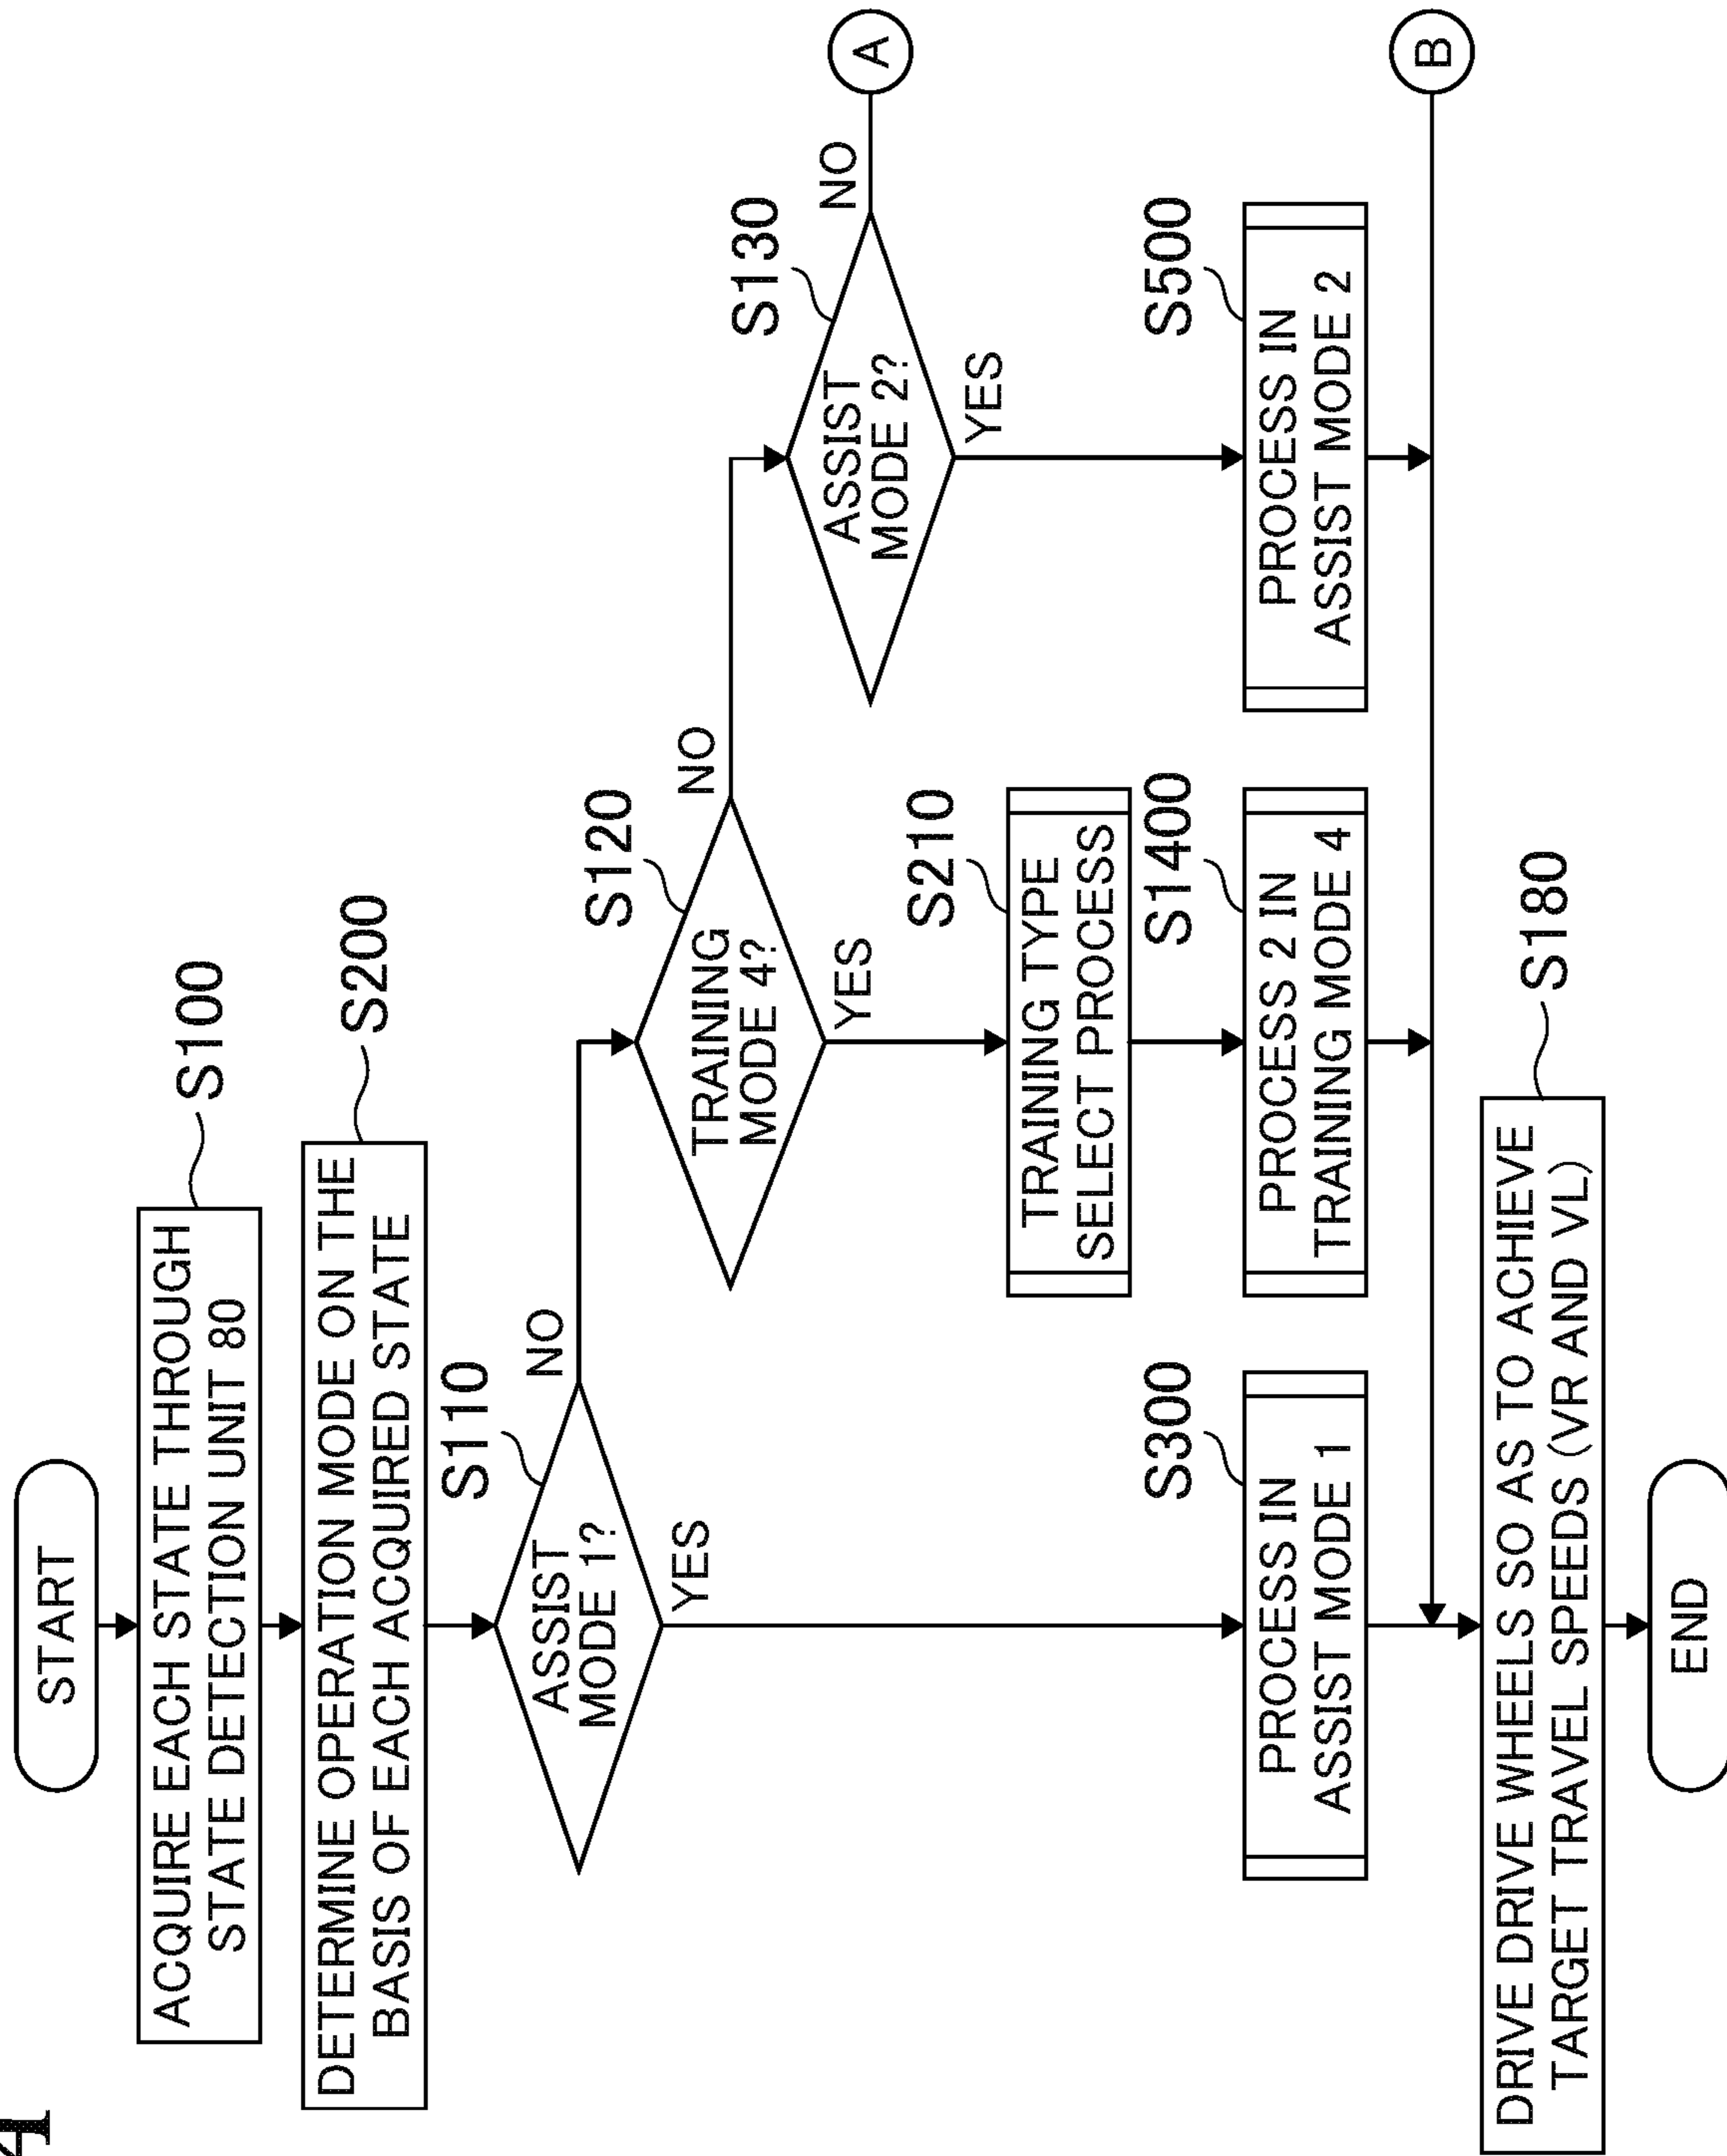 START
ACQUIRE EACH STATE THROUGH
STATE DETECTION UNIT 80
S100
DETERMINE OPERATION MODE ON THE
BASIS OF EACH ACQUIRED STATE
S200
S110
ASSIST
MODE 1?
NO
YES
S120
TRAINING
MODE 4?
NO
YES
S130
ASSIST
MODE 2?
NO
A
YES
S210
TRAINING TYPE
SELECT PROCESS
S300
PROCESS IN
ASSIST MODE 1
S1400
PROCESS 2 IN
TRAINING MODE 4
S500
PROCESS IN
ASSIST MODE 2
B
S180
DRIVE DRIVE WHEELS SO AS TO ACHIEVE
TARGET TRAVEL SPEEDS (VR AND VL)
END